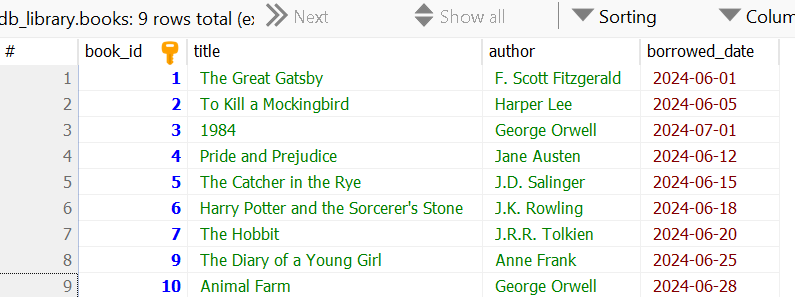 db_library.books: 9 rows total (e Next Show all Sorting Colum
# book_id title author borrowed_date
1 1 The Great Gatsby F. Scott Fitzgerald 2024-06-01
2 2 To Kill a Mockingbird Harper Lee 2024-06-05
3 3 1984 George Orwell 2024-07-01
4 4 Pride and Prejudice Jane Austen 2024-06-12
5 5 The Catcher in the Rye J.D. Salinger 2024-06-15
6 6 Harry Potter and the Sorcerer's Stone J.K. Rowling 2024-06-18
7 7 The Hobbit J.R.R. Tolkien 2024-06-20
8 9 The Diary of a Young Girl Anne Frank 2024-06-25
9 10 Animal Farm George Orwell 2024-06-28